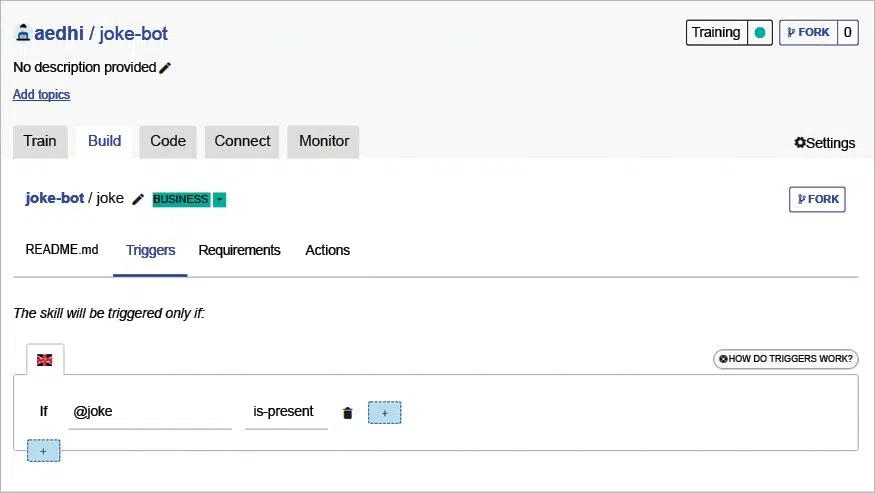 aedhi / joke-bot
Training
FORK 0
No description provided
Add topics
Train Build Code Connect Monitor
Settings
joke-bot / joke BUSINESS
FORK
README.md Triggers Requirements Actions
The skill will be triggered only if:
HOW DO TRIGGERS WORK?
If @joke is-present +
+